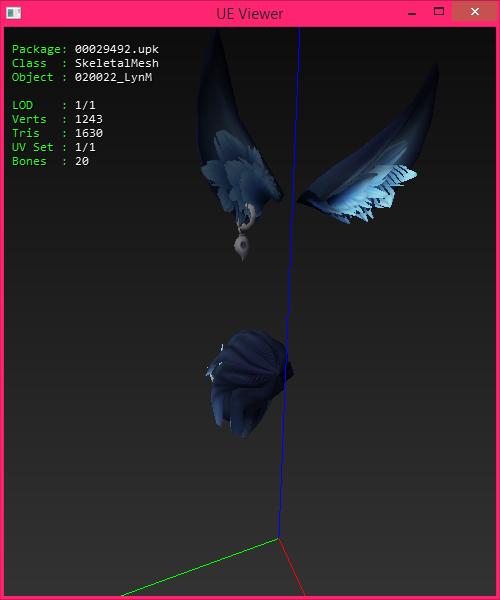 UE Viewer
Package: 00029492.upk
Class : SkeletalMesh
Object : 020022_LynM
LOD : 1/1
Verts : 1243
Tris : 1630
UV Set : 1/1
Bones : 20